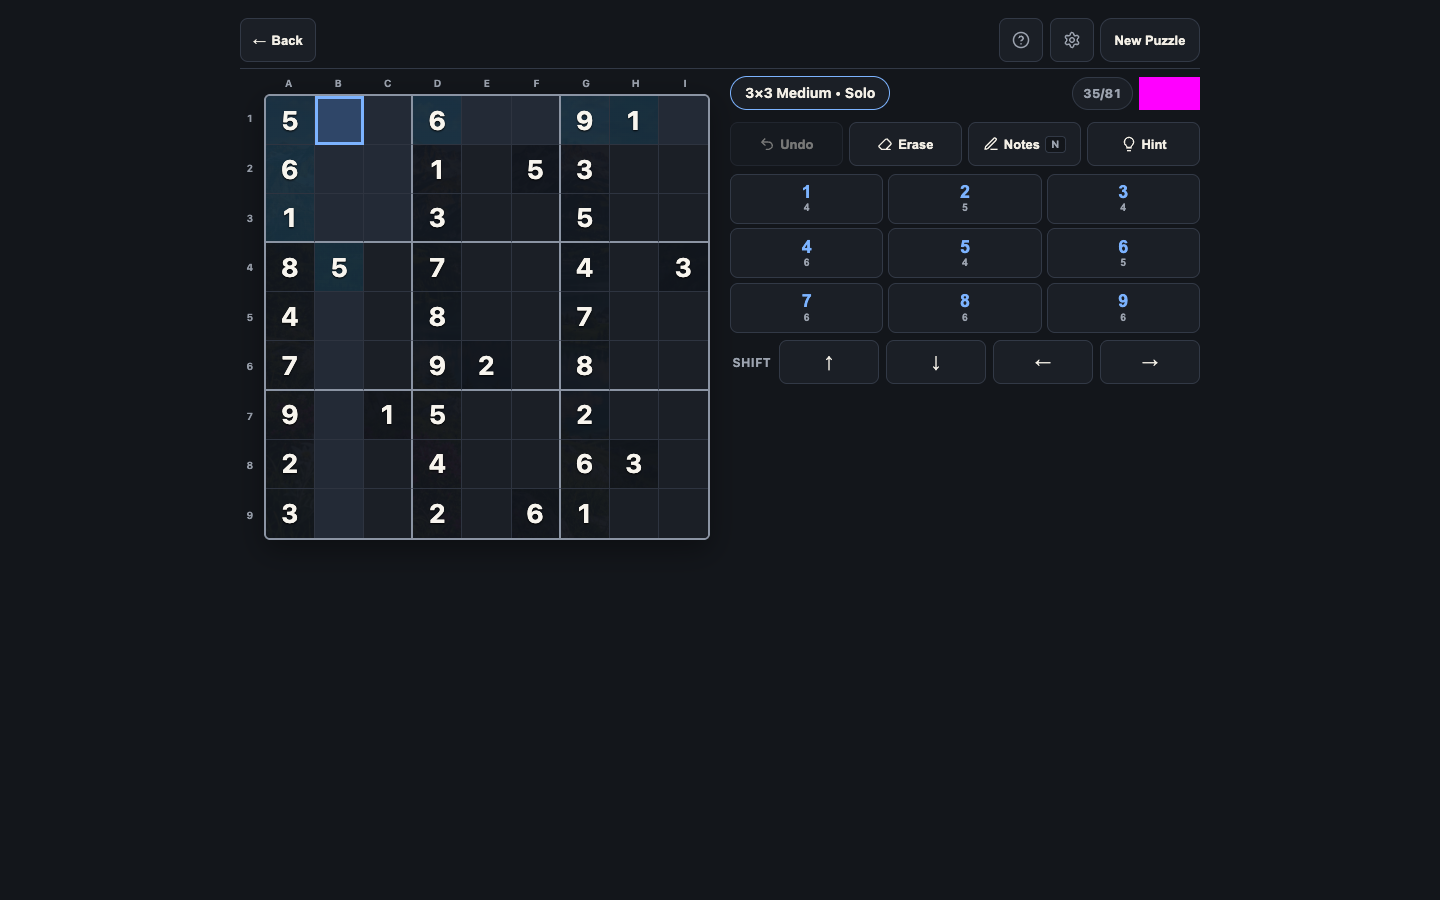 ← Back
New Puzzle
A B C D E F G H I
3×3 Medium • Solo
35/81
1 5 6 9 1
2 6 1 5 3
3 1 3 5
4 8 5 7 4 3
5 4 8 7
6 7 9 2 8
7 9 1 5 2
8 2 4 6 3
9 3 2 6 1
Undo Erase Notes N Hint
1 2 3
4 5 4
4 5 6
6 4 5
7 8 9
6 6 6
SHIFT ↑ ↓ ← →